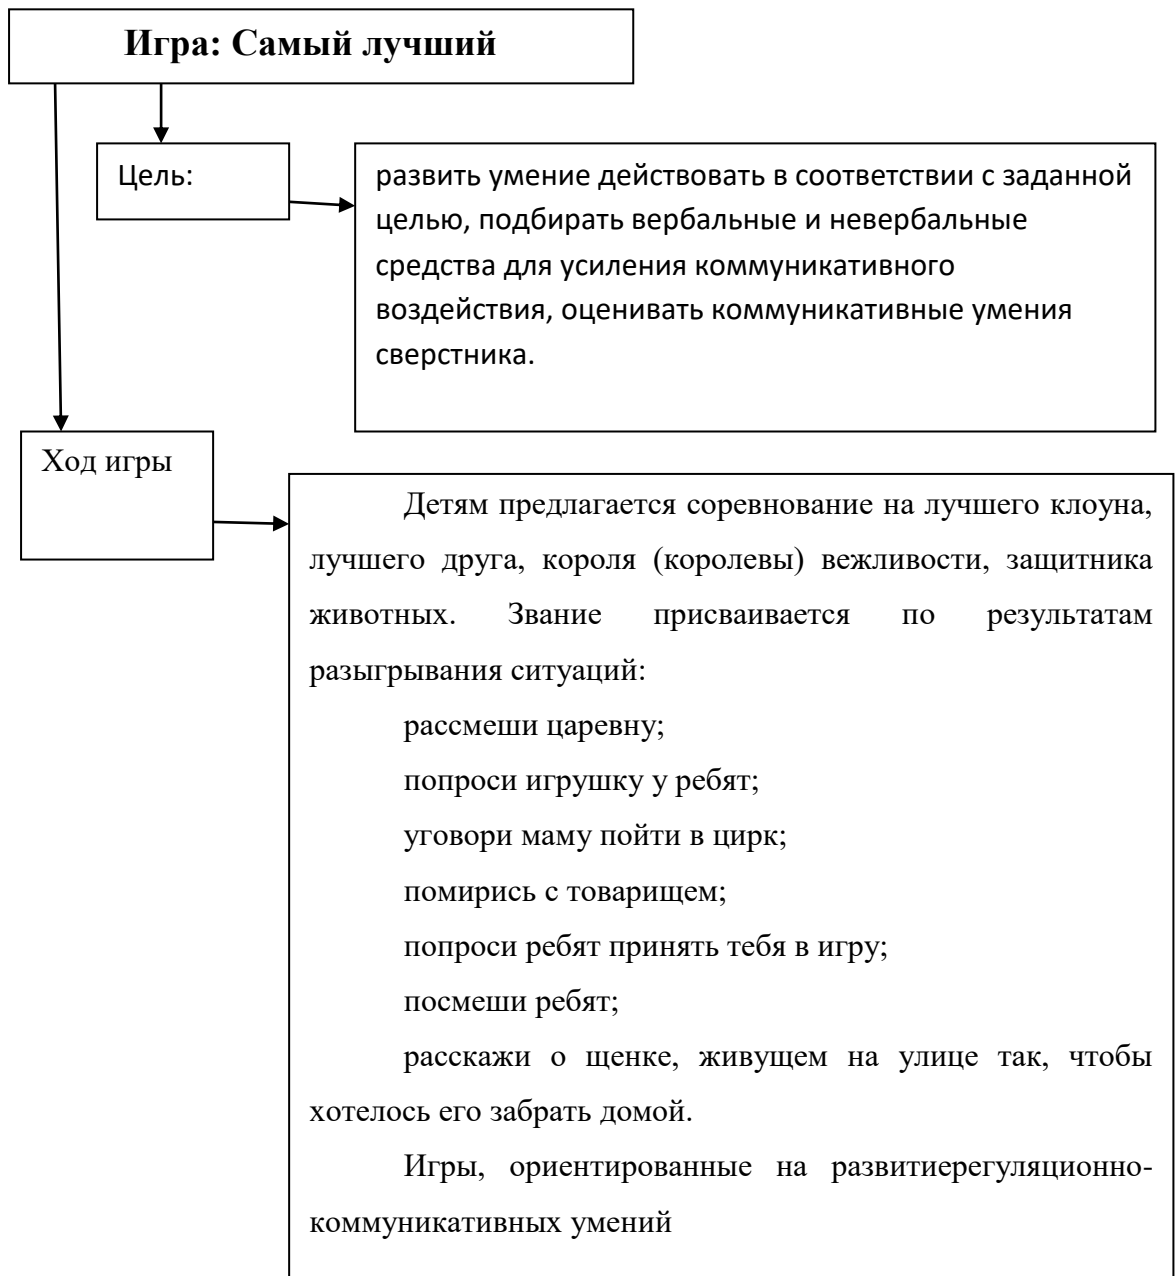 Игра: Самый лучший
Цель:
развить умение действовать в соответствии с заданной
целью, подбирать вербальные и невербальные
средства для усиления коммуникативного
воздействия, оценивать коммуникативные умения
сверстника.
Ход игры
Детям предлагается соревнование на лучшего клоуна,
лучшего друга, короля (королевы) вежливости, защитника
животных. Звание присваивается по результатам
разыгрывания ситуаций:
рассмеши царевну;
попроси игрушку у ребят;
уговори маму пойти в цирк;
помирись с товарищем;
попроси ребят принять тебя в игру;
посмеши ребят;
расскажи о щенке, живущем на улице так, чтобы
хотелось его забрать домой.
Игры, ориентированные на развитиерегуляционно-
коммуникативных умений